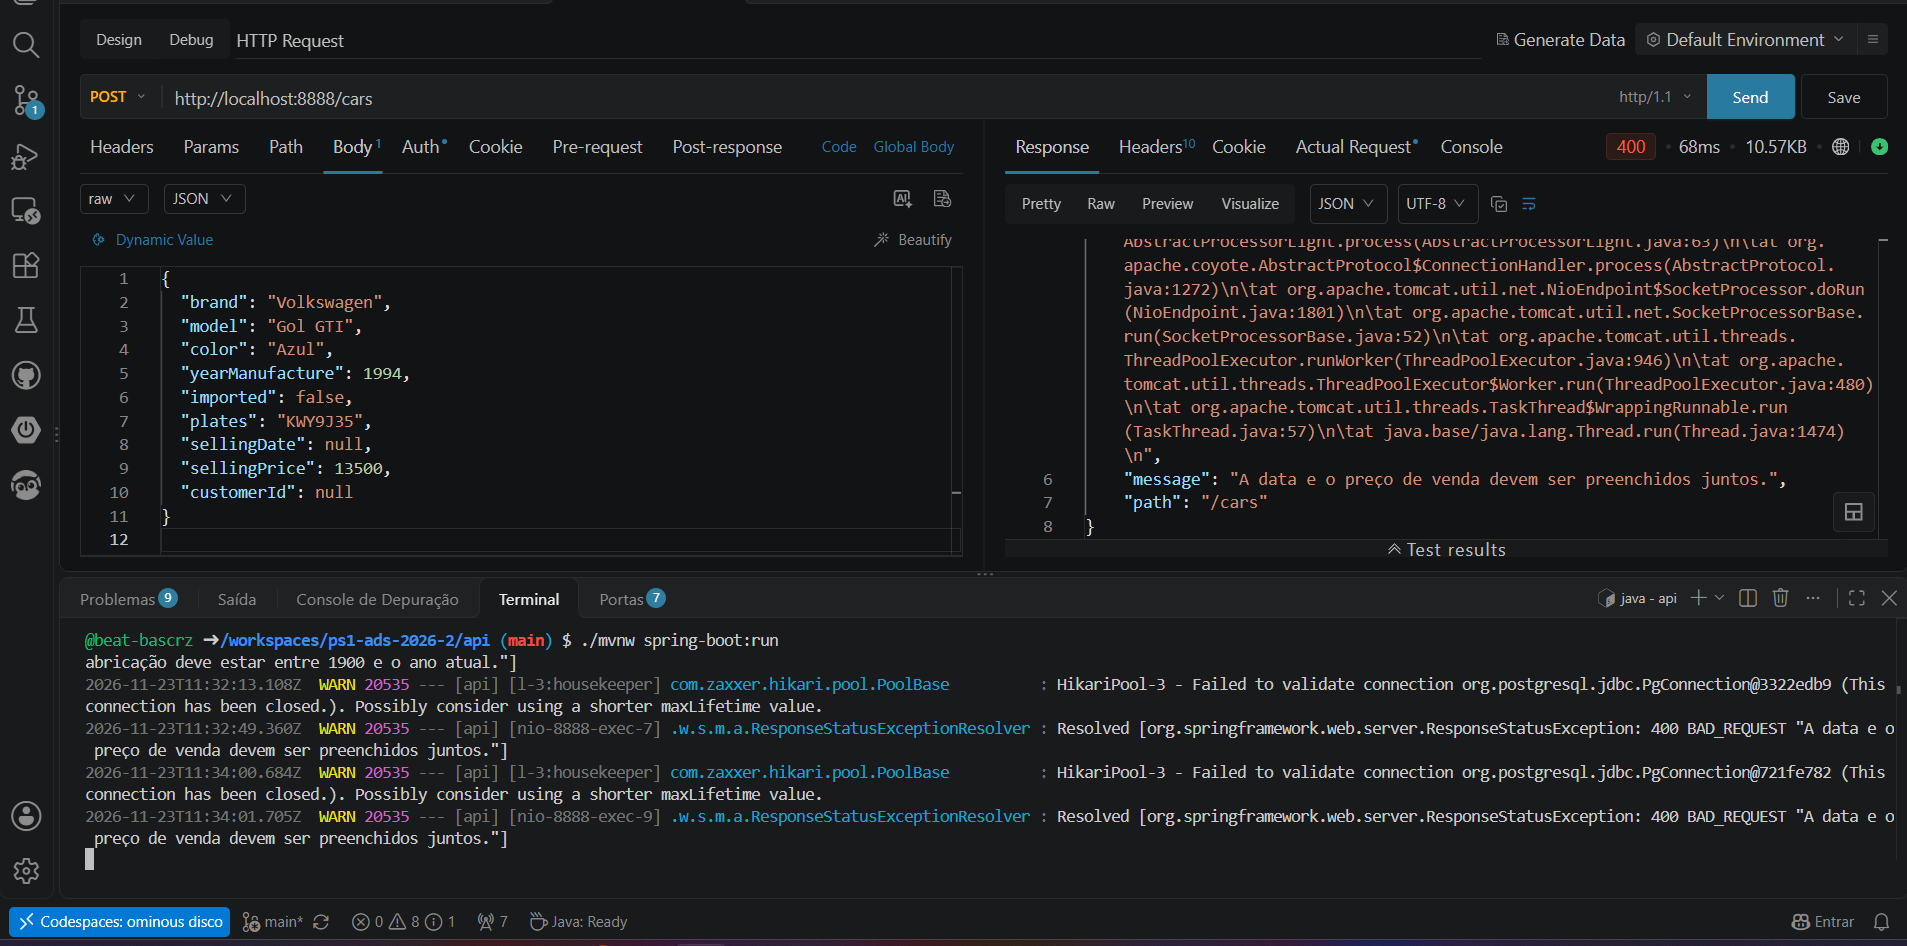 Design Debug HTTP Request
Generate Data Default Environment
POST http://localhost:8888/cars http/1.1 Send Save
Headers Params Path Body 1 Auth Cookie Pre-request Post-response Code Global Body
raw JSON
Dynamic Value Beautify
1 {
2 "brand": "Volkswagen",
3 "model": "Gol GTI",
4 "color": "Azul",
5 "yearManufacture": 1994,
6 "imported": false,
7 "plates": "KWY9J35",
8 "sellingDate": null,
9 "sellingPrice": 13500,
10 "customerId": null
11 }
12
Response Headers 10 Cookie Actual Request Console 400 68ms 10.57KB
Pretty Raw Preview Visualize JSON UTF-8
AbstractProcessorLight.process(AbstractProcessorLight.java:63)\n\tat org.
apache.coyote.AbstractProtocol$ConnectionHandler.process(AbstractProtocol.
java:1272)\n\tat org.apache.tomcat.util.net.NioEndpoint$SocketProcessor.doRun
(NioEndpoint.java:1801)\n\tat org.apache.tomcat.util.net.SocketProcessorBase.
run(SocketProcessorBase.java:52)\n\tat org.apache.tomcat.util.threads.
ThreadPoolExecutor.runWorker(ThreadPoolExecutor.java:946)\n\tat org.apache.
tomcat.util.threads.ThreadPoolExecutor$Worker.run(ThreadPoolExecutor.java:480)
\n\tat org.apache.tomcat.util.threads.TaskThread$WrappingRunnable.run
(TaskThread.java:57)\n\tat java.base/java.lang.Thread.run(Thread.java:1474)
\n",
6 "message": "A data e o preço de venda devem ser preenchidos juntos.",
7 "path": "/cars"
8 }
Test results
Problemas 9 Saída Console de Depuração Terminal Portas 7 java - api
@beat-bascrz ➜/workspaces/ps1-ads-2026-2/api (main) $ ./mvnw spring-boot:run
abricação deve estar entre 1900 e o ano atual."]
2026-11-23T11:32:13.108Z WARN 20535 --- [api] [l-3:housekeeper] com.zaxxer.hikari.pool.PoolBase : HikariPool-3 - Failed to validate connection org.postgresql.jdbc.PgConnection@3322edb9 (This
connection has been closed.). Possibly consider using a shorter maxLifetime value.
2026-11-23T11:32:49.360Z WARN 20535 --- [api] [nio-8888-exec-7] .w.s.m.a.ResponseStatusExceptionResolver : Resolved [org.springframework.web.server.ResponseStatusException: 400 BAD_REQUEST "A data e o
preço de venda devem ser preenchidos juntos."]
2026-11-23T11:34:00.684Z WARN 20535 --- [api] [l-3:housekeeper] com.zaxxer.hikari.pool.PoolBase : HikariPool-3 - Failed to validate connection org.postgresql.jdbc.PgConnection@721fe782 (This
connection has been closed.). Possibly consider using a shorter maxLifetime value.
2026-11-23T11:34:01.705Z WARN 20535 --- [api] [nio-8888-exec-9] .w.s.m.a.ResponseStatusExceptionResolver : Resolved [org.springframework.web.server.ResponseStatusException: 400 BAD_REQUEST "A data e o
preço de venda devem ser preenchidos juntos."]
1
AI
Codespaces: ominous disco main* 0 8 1 7 Java: Ready Entrar